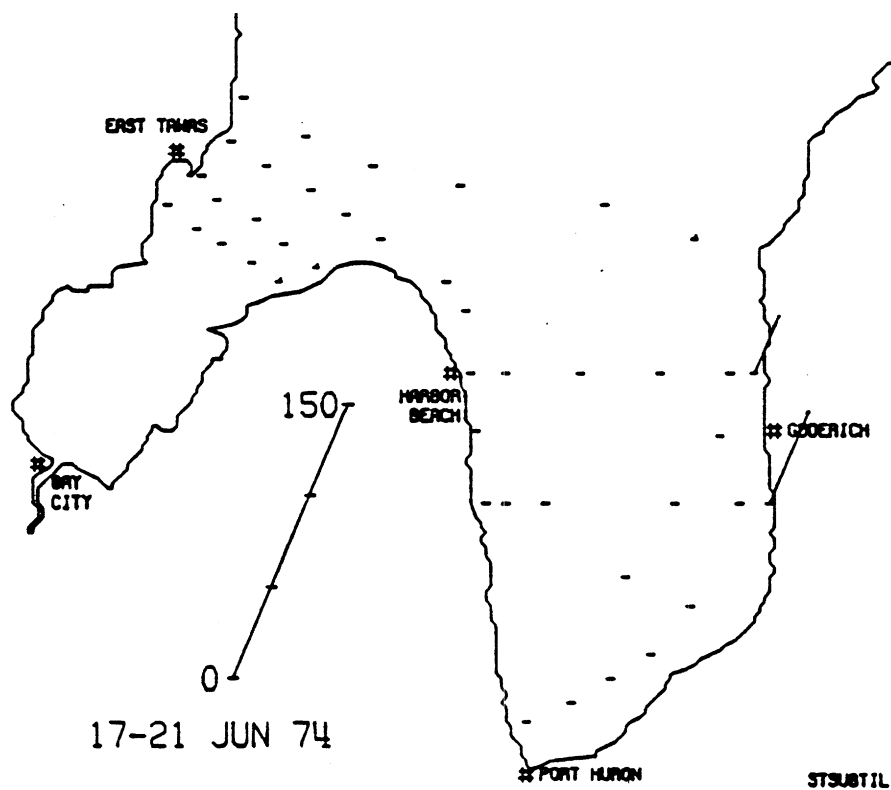 EAST TAWAS
#
150
#
HARBOR
BEACH
# GODERICH
#
BAY
CITY
0
17-21 JUN 74
# PORT HURON
STSUBTIL